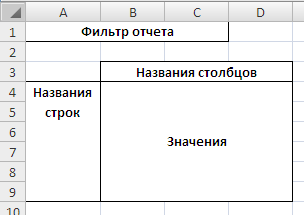 A B C D
1 Фильтр отчета
2
3 Названия столбцов
4 Названия
5 строк
6
7 Значения
8
9
10